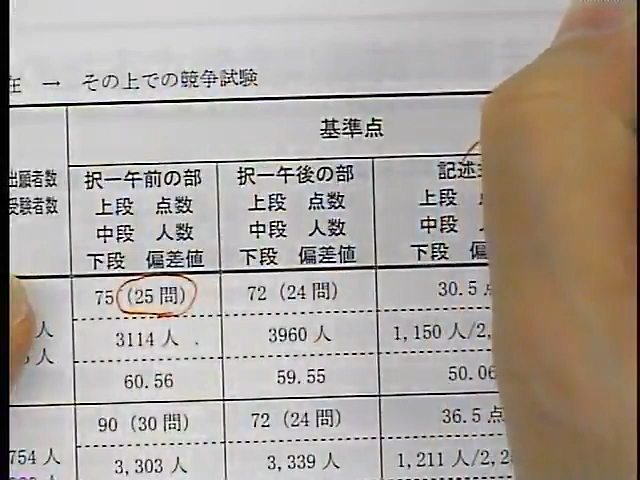 在 → その上での競争試験
基準点
出願者数
受験者数
択一午前の部
上段 点数
中段 人数
下段 偏差値
択一午後の部
上段 点数
中段 人数
下段 偏差値
記述
上段
中段
下段
75(25問) 72(24問) 30.5点
人 3114人 3960人 1,150人/2,
人 60.56 59.55 50.06
90(30問) 72(24問) 36.5点
754人 3,303人 3,339人 1,211人/2,2